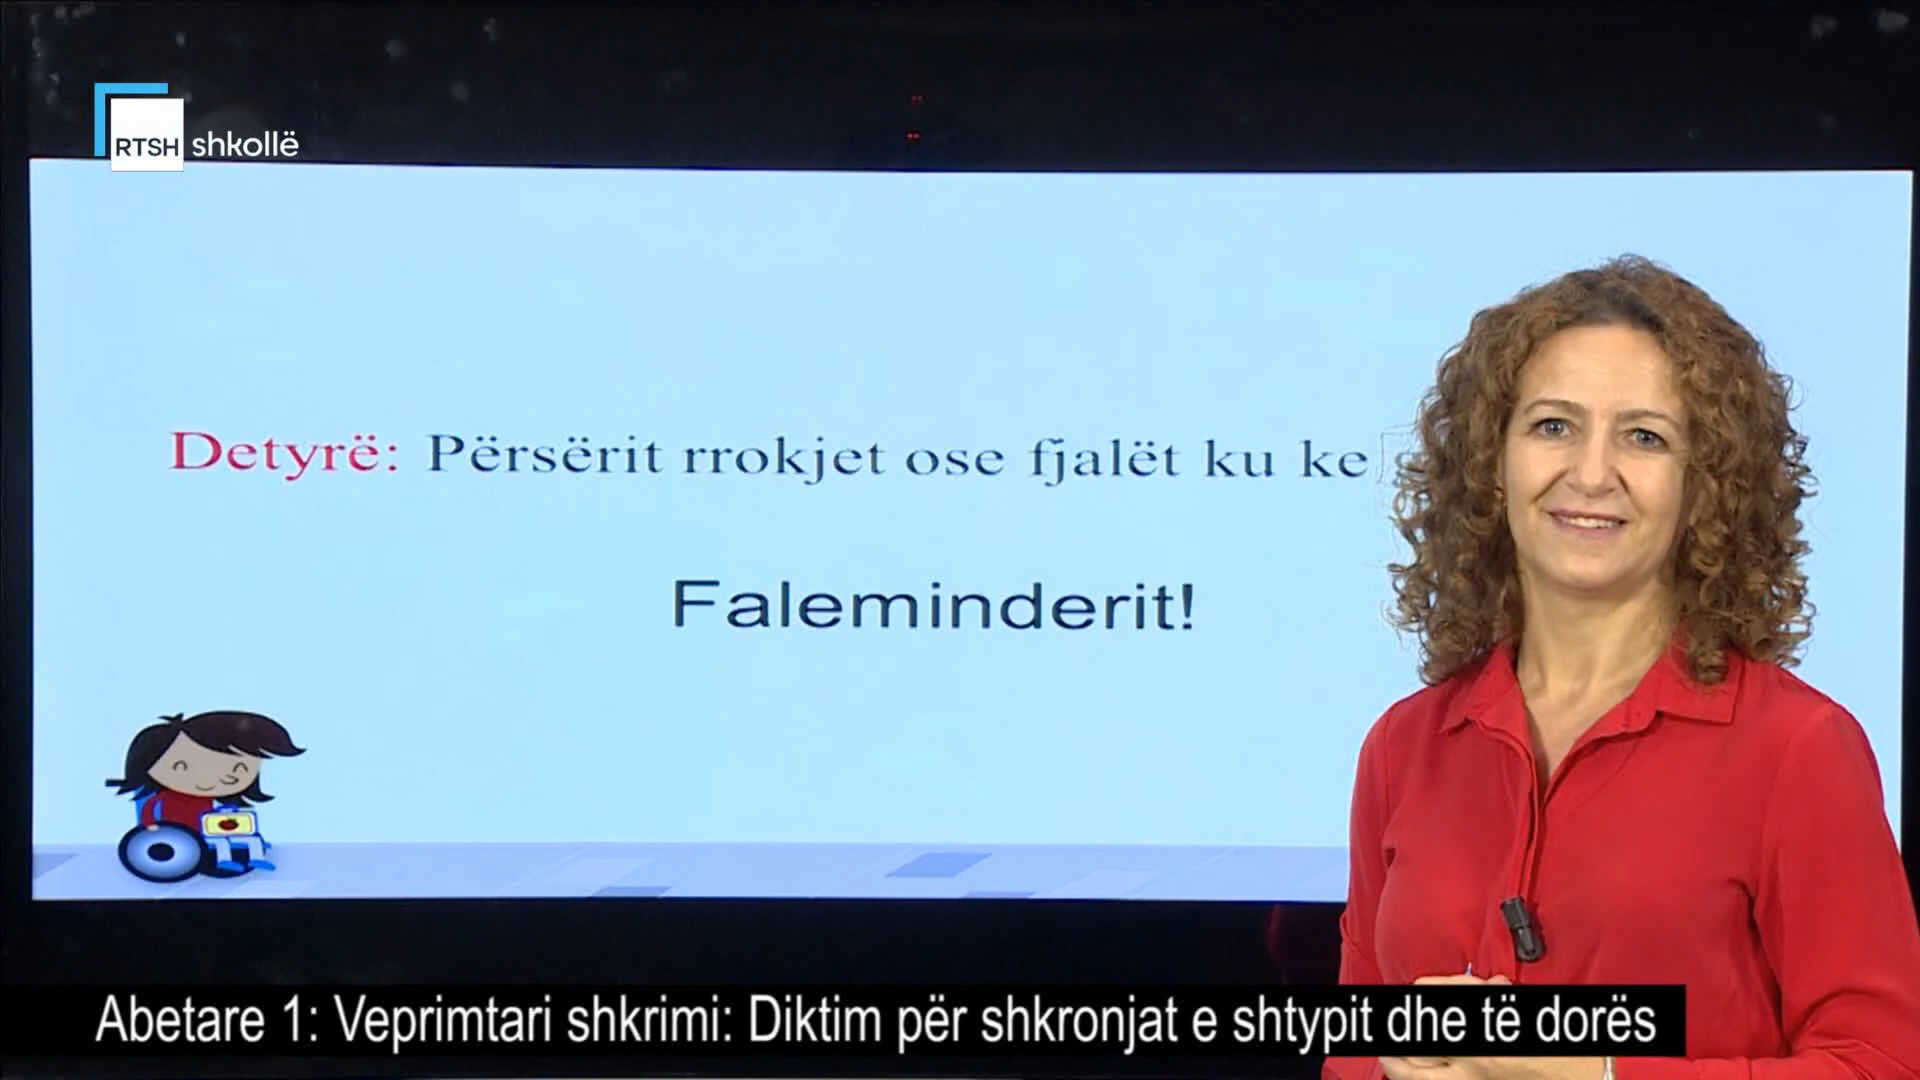 RTSH shkollë
Detyrë: Përsërit rrokjet ose fjalët ku ke
Faleminderit!
Abetare 1: Veprimtari shkrimi: Diktim për shkronjat e shtypit dhe të dorës